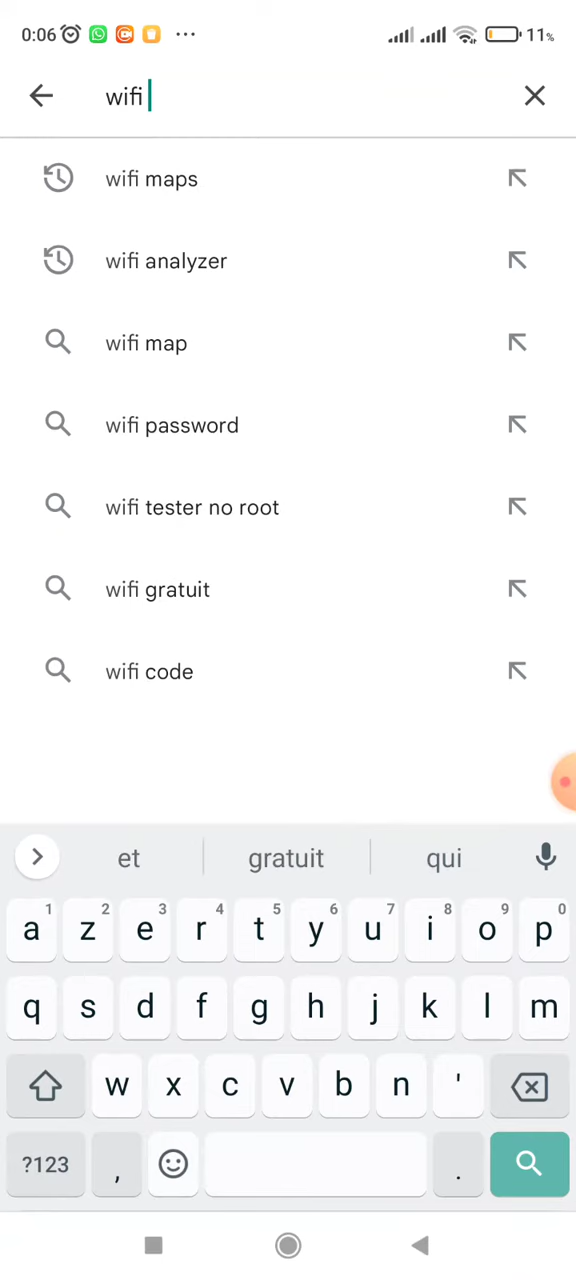 0:06 ... 11%
wifi
wifi maps
wifi analyzer
wifi map
wifi password
wifi tester no root
wifi gratuit
wifi code
et gratuit qui
1 2 3 4 5 6 7 8 9 0
a z e r t y u i o p
q s d f g h j k l m
w x c v b n '
?123 , .